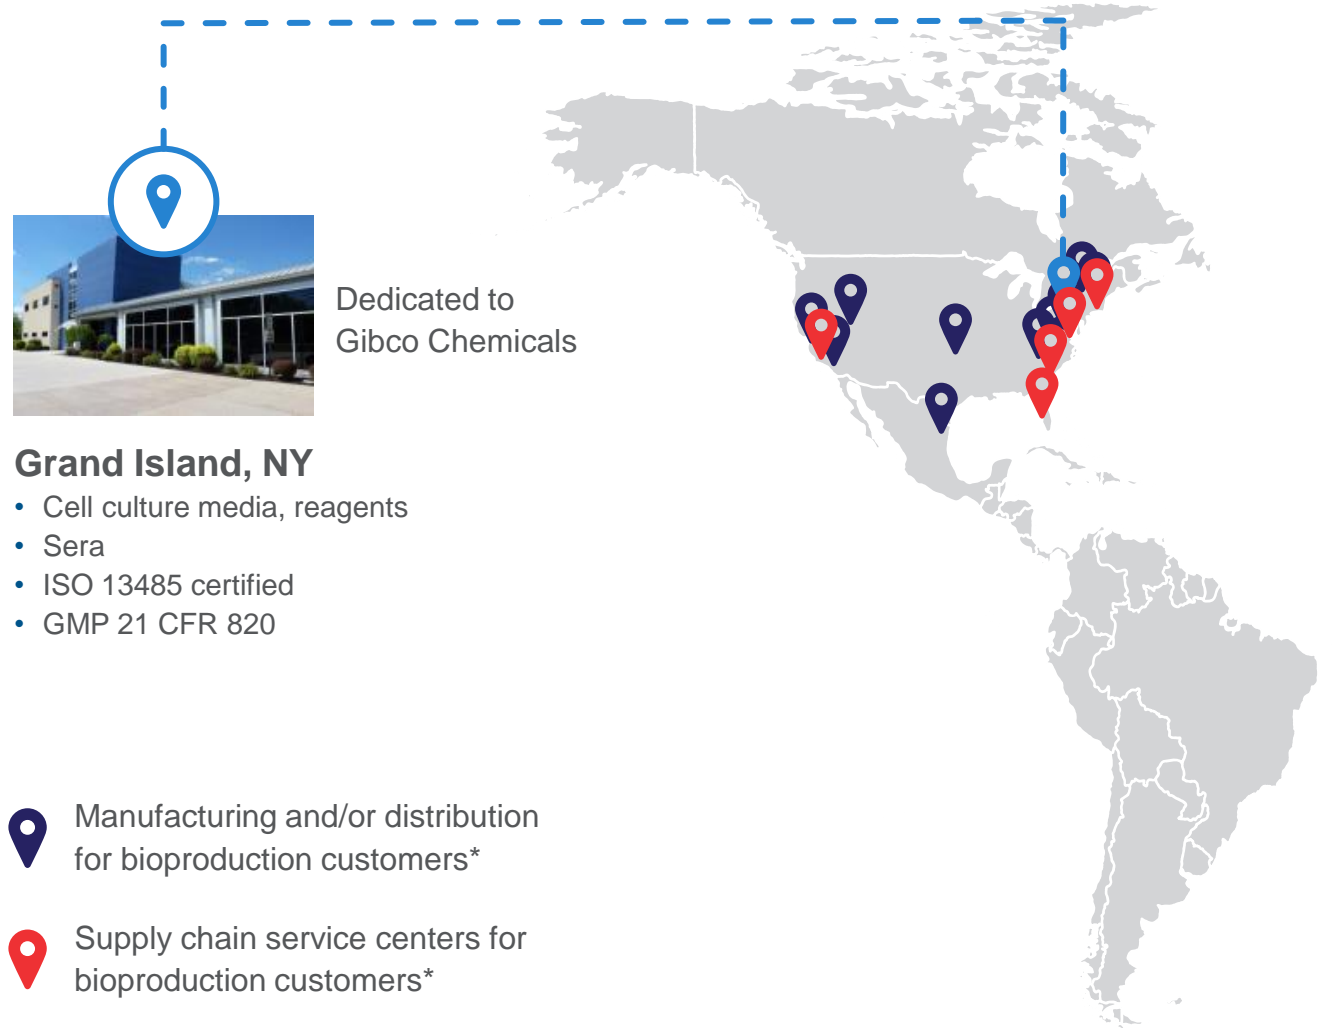 Dedicated to
Gibco Chemicals
Grand Island, NY
• Cell culture media, reagents
• Sera
• ISO 13485 certified
• GMP 21 CFR 820
Manufacturing and/or distribution
for bioproduction customers*
Supply chain service centers for
bioproduction customers*